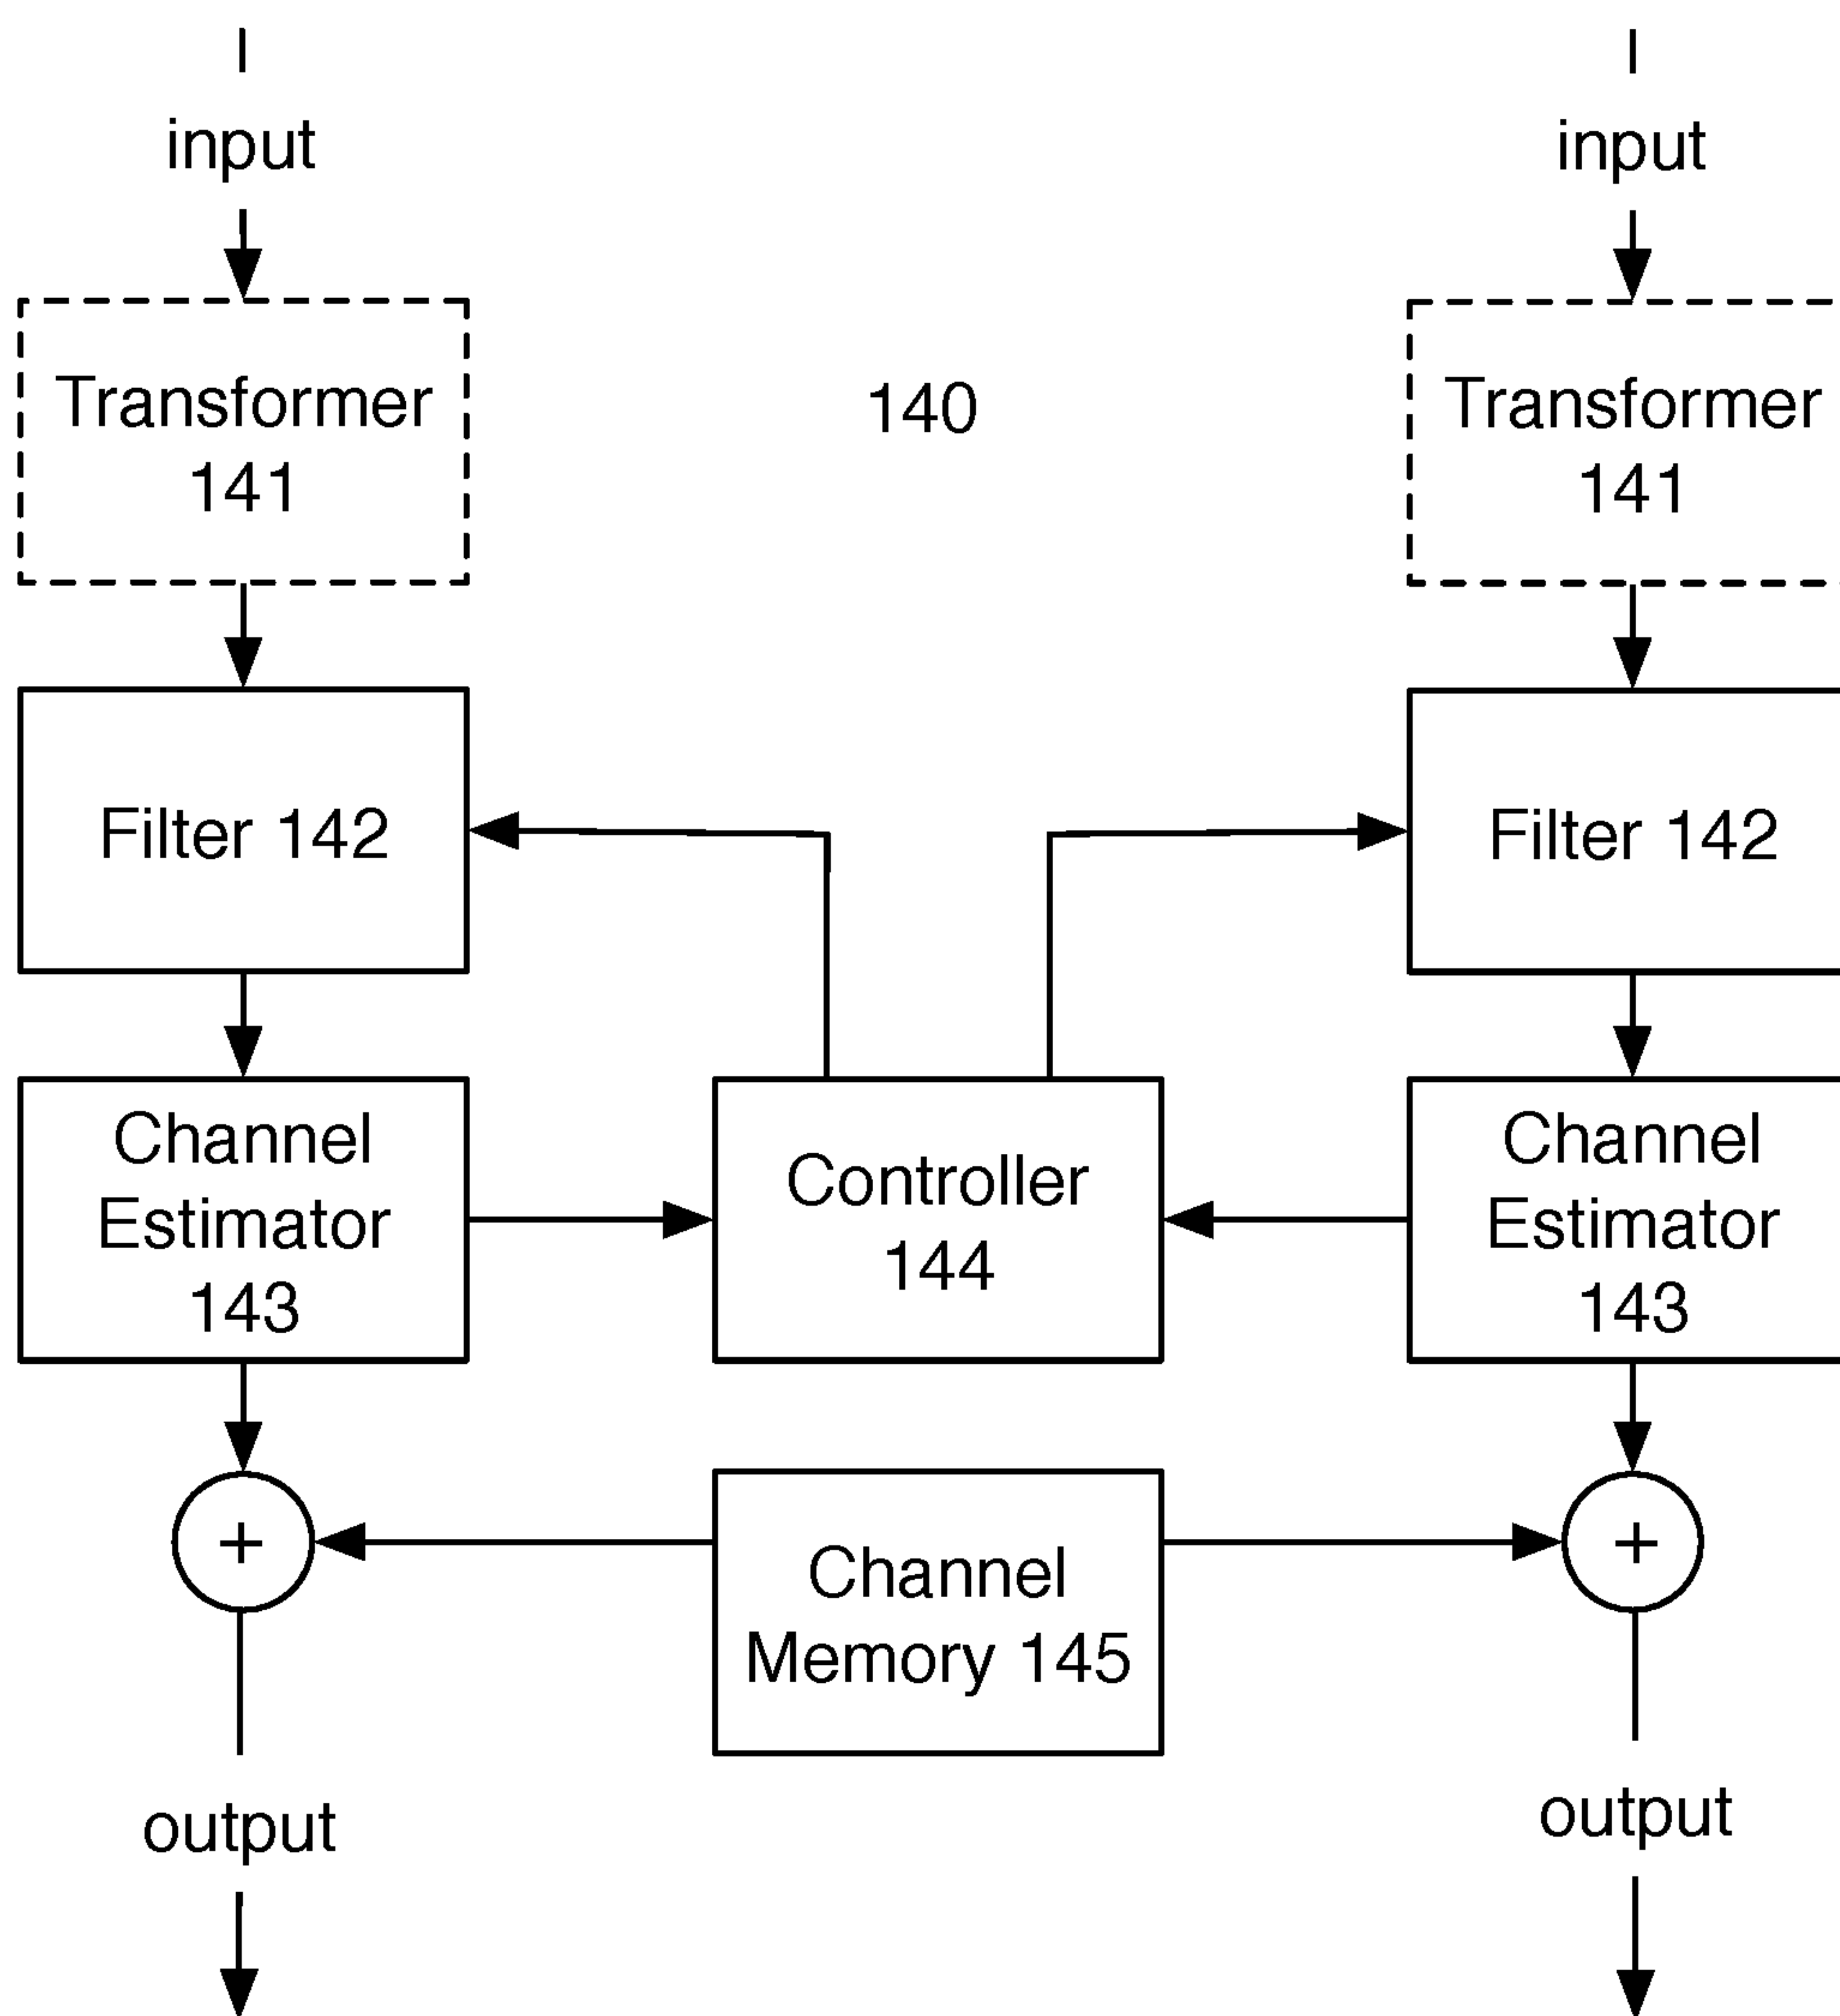 input
input
Transformer
141
140
Transformer
141
Filter 142
Filter 142
Channel
Estimator
143
Controller
144
Channel
Estimator
143
+
Channel
Memory 145
+
output
output